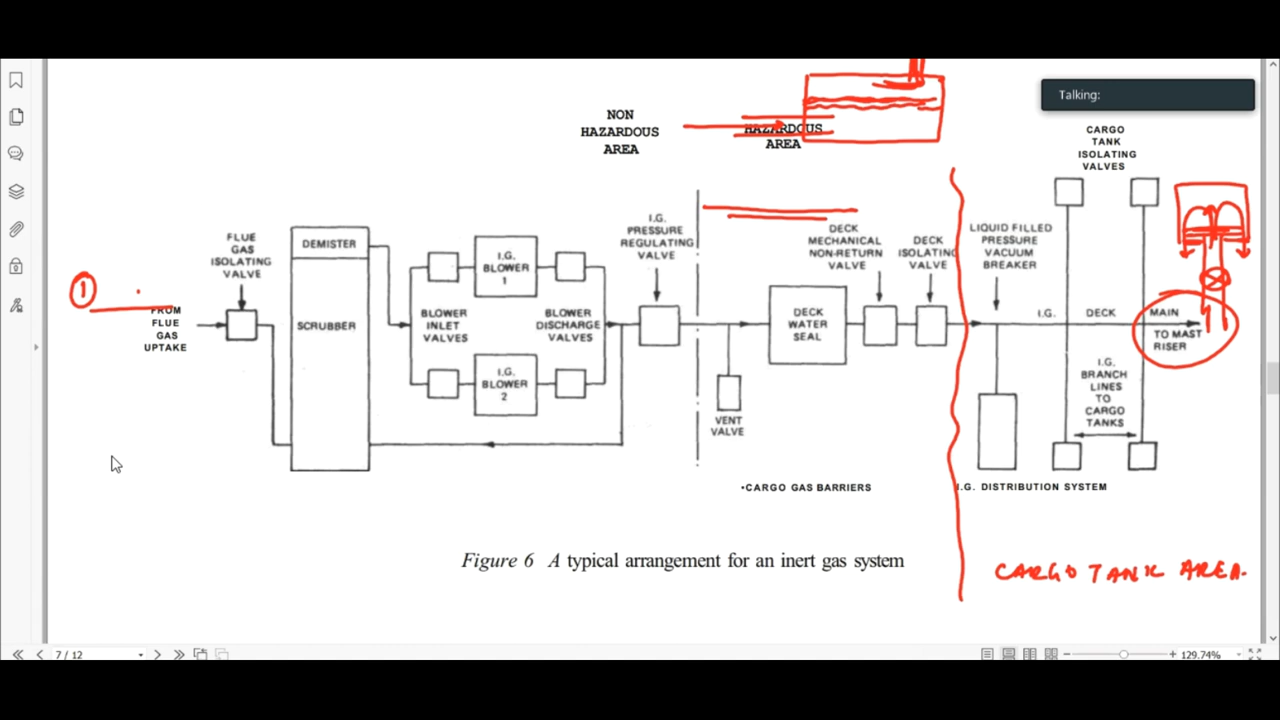 Talking:
NON
HAZARDOUS
AREA
HAZARDOUS
AREA
CARGO
TANK
ISOLATING
VALVES
FLUE
GAS
ISOLATING
VALVE
DEMISTER
I.G.
BLOWER
1
I.G.
PRESSURE
REGULATING
VALVE
DECK
MECHANICAL
NON-RETURN
VALVE
DECK
ISOLATING
VALVE
LIQUID FILLED
PRESSURE
VACUUM
BREAKER
1
FROM
FLUE
GAS
UPTAKE
SCRUBBER
BLOWER
INLET
VALVES
BLOWER
DISCHARGE
VALVES
DECK
WATER
SEAL
I.G. DECK MAIN
TO MAST
RISER
I.G.
BLOWER
2
VENT
VALVE
I.G.
BRANCH
LINES
TO
CARGO
TANKS
•CARGO GAS BARRIERS
I.G. DISTRIBUTION SYSTEM
Figure 6 A typical arrangement for an inert gas system
CARGO TANK AREA.
7 / 12
129.74%